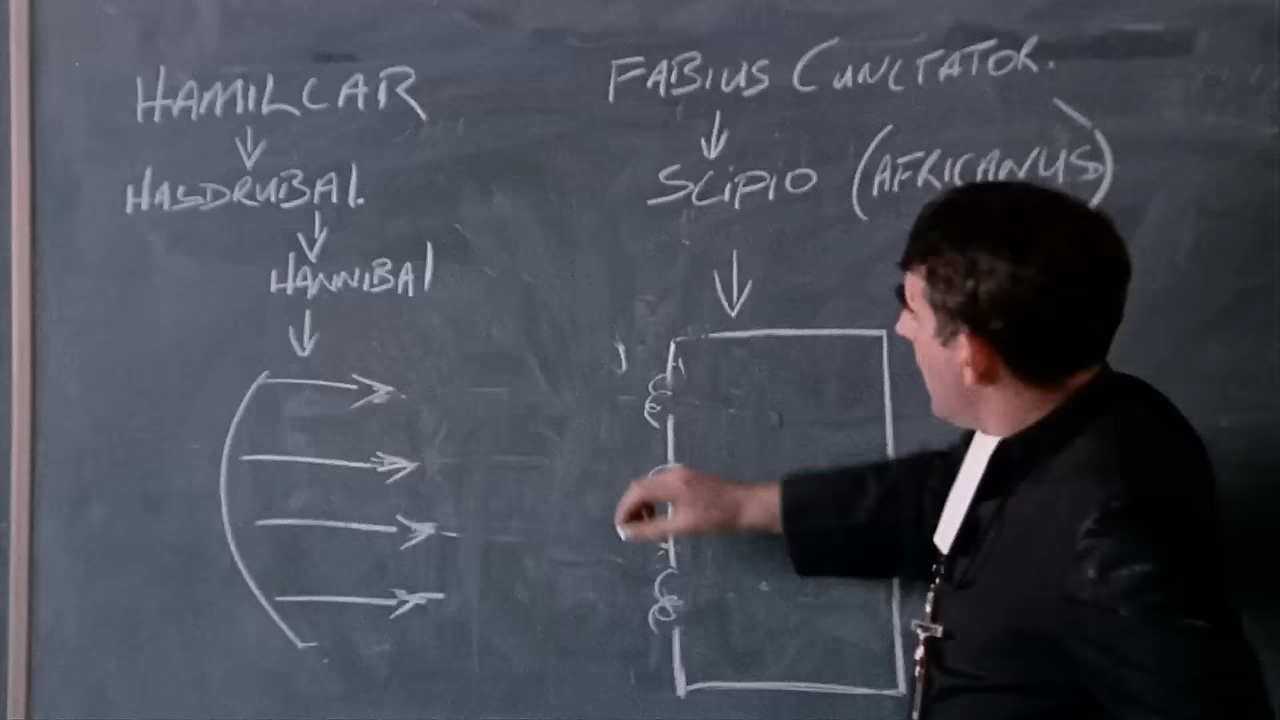 HAMILCAR
HASDRUBAL.
HANNIBAL
FABIUS CUNCTATOR.
SCIPIO (AFRICANUS)